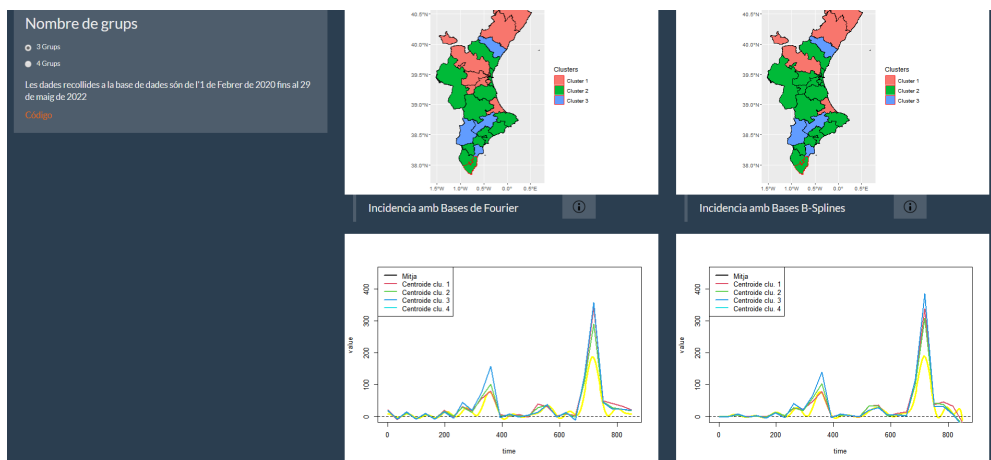 Nombre de grups
3 Grups
4 Grups
Les dades recollides a la base de dades són de l'1 de Febrer de 2020 fins al 29
de maig de 2022
Código
40.5°N
40.0°N
39.5°N
39.0°N
38.5°N
38.0°N
1.5°W 1.0°W 0.5°W 0.0° 0.5°E
Clusters
Cluster 1
Cluster 2
Cluster 3
40.5°N
40.0°N
39.5°N
39.0°N
38.5°N
38.0°N
1.5°W 1.0°W 0.5°W 0.0° 0.5°E
Clusters
Cluster 1
Cluster 2
Cluster 3
Incidencia amb Bases de Fourier
Incidencia amb Bases B-Splines
Mitja
Centroide clu. 1
Centroide clu. 2
Centroide clu. 3
Centroide clu. 4
value
400
300
200
100
0
0 200 400 600 800
time
Mitja
Centroide clu. 1
Centroide clu. 2
Centroide clu. 3
Centroide clu. 4
value
400
300
200
100
0
0 200 400 600 800
time